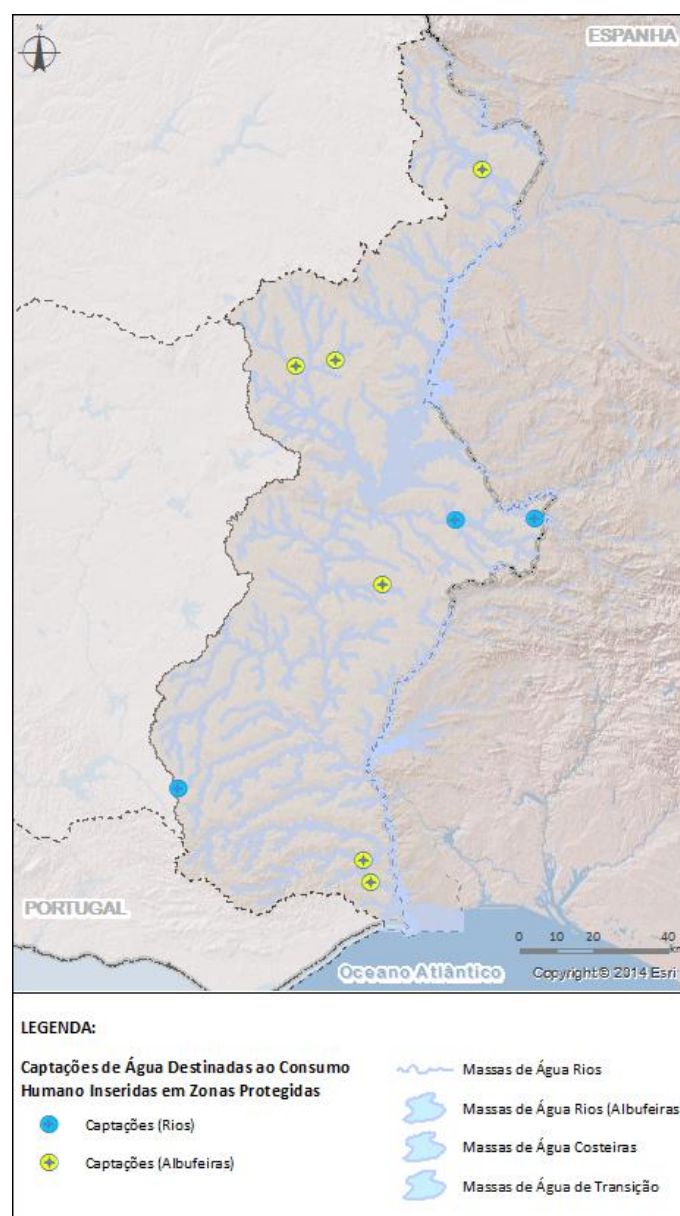 N
ESPANHA
PORTUGAL
0 10 20 40
km
Oceano Atlântico
Copyright:© 2014 Esri
LEGENDA:
Captações de Água Destinadas ao Consumo
Humano Inseridas em Zonas Protegidas
Captações (Rios)
Captações (Albufeiras)
Massas de Água Rios
Massas de Água Rios (Albufeiras)
Massas de Água Costeiras
Massas de Água de Transição